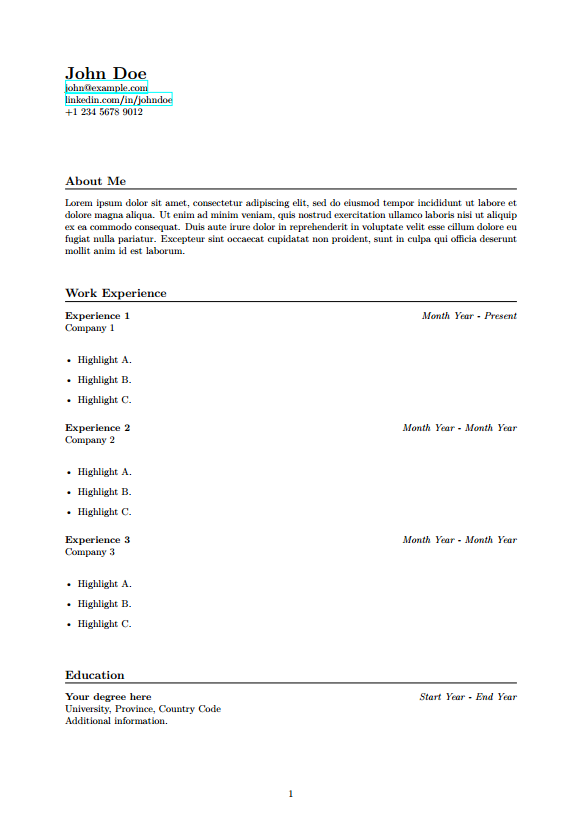 John Doe
john@example.com
linkedin.com/in/johndoe
+1 234 5678 9012
About Me
Lorem ipsum dolor sit amet, consectetur adipiscing elit, sed do eiusmod tempor incididunt ut labore et
dolore magna aliqua. Ut enim ad minim veniam, quis nostrud exercitation ullamco laboris nisi ut aliquip
ex ea commodo consequat. Duis aute irure dolor in reprehenderit in voluptate velit esse cillum dolore eu
fugiat nulla pariatur. Excepteur sint occaecat cupidatat non proident, sunt in culpa qui officia deserunt
mollit anim id est laborum.
Work Experience
Experience 1 Month Year - Present
Company 1
• Highlight A.
• Highlight B.
• Highlight C.
Experience 2 Month Year - Month Year
Company 2
• Highlight A.
• Highlight B.
• Highlight C.
Experience 3 Month Year - Month Year
Company 3
• Highlight A.
• Highlight B.
• Highlight C.
Education
Your degree here Start Year - End Year
University, Province, Country Code
Additional information.
1